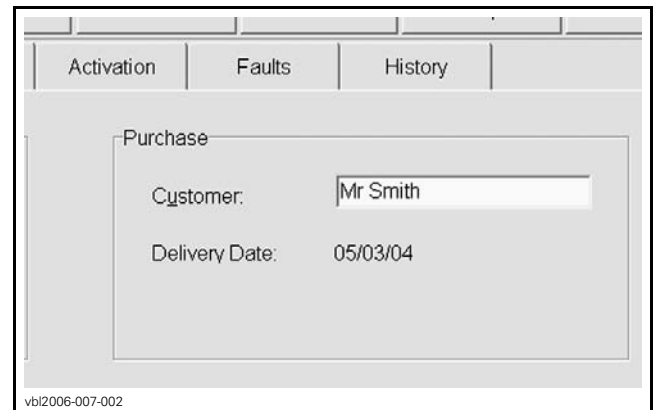 Activation Faults History
Purchase
Customer: Mr Smith
Delivery Date: 05/03/04
vbl2006-007-002